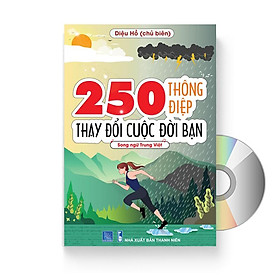 Diệu Hồ (chủ biên)
250 THÔNG
ĐIỆP
THAY ĐỔI CUỘC ĐỜI BẠN
Song ngữ Trung Việt
NHÀ XUẤT BẢN THANH NIÊN